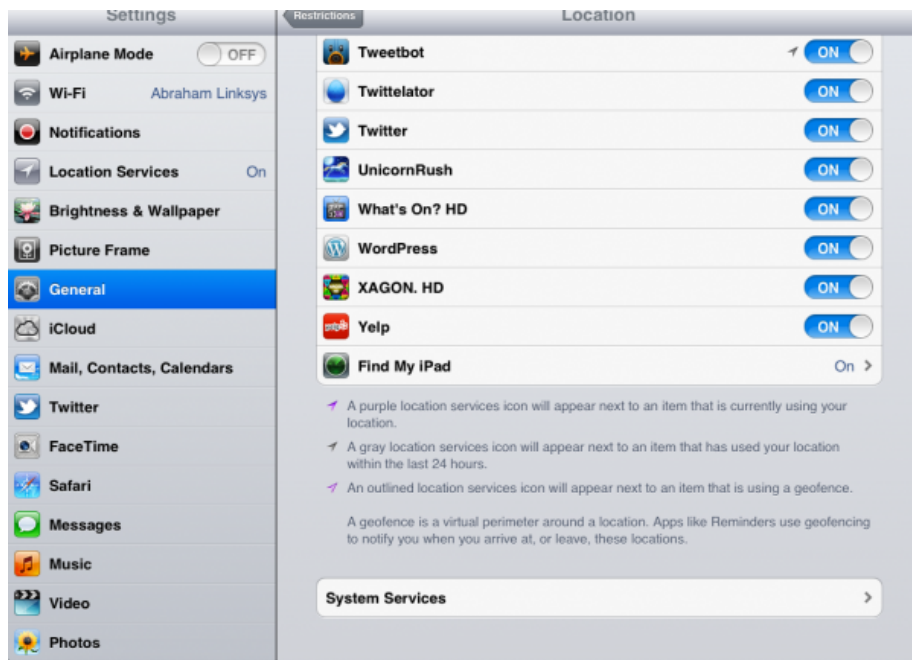 Settings
Airplane Mode OFF
Wi-Fi Abraham Linksys
Notifications
Location Services On
Brightness & Wallpaper
Picture Frame
General
iCloud
Mail, Contacts, Calendars
Twitter
FaceTime
Safari
Messages
Music
Video
Photos
Restrictions
Location
Tweetbot ON
Twittelator ON
Twitter ON
UnicornRush ON
What's On? HD ON
WordPress ON
XAGON. HD ON
Yelp ON
Find My iPad On
A purple location services icon will appear next to an item that is currently using your
location.
A gray location services icon will appear next to an item that has used your location
within the last 24 hours.
An outlined location services icon will appear next to an item that is using a geofence.
A geofence is a virtual perimeter around a location. Apps like Reminders use geofencing
to notify you when you arrive at, or leave, these locations.
System Services